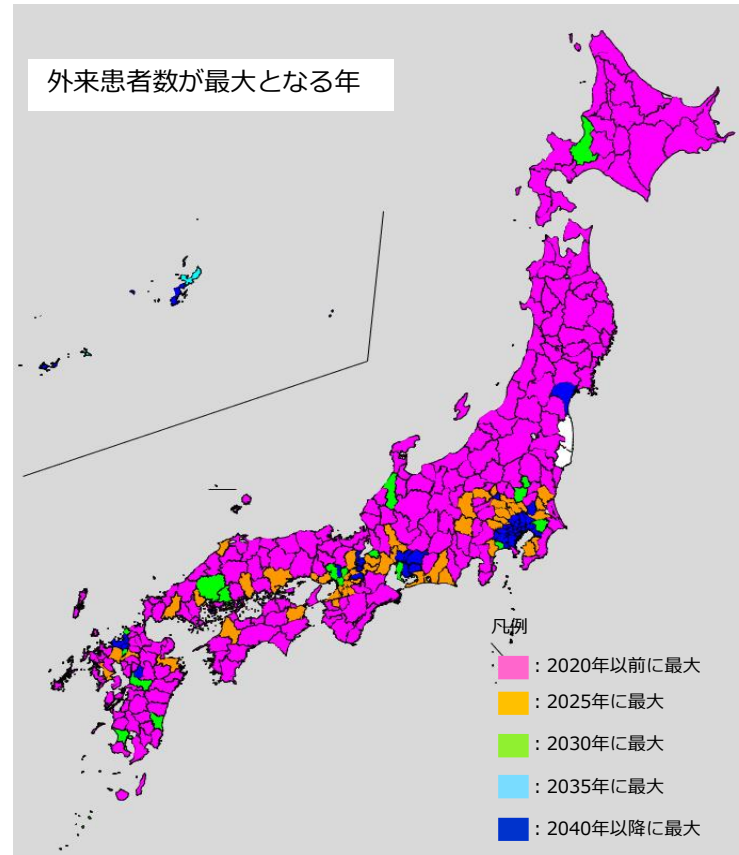 外来患者数が最大となる年
凡例
：2020年以前に最大
：2025年に最大
：2030年に最大
：2035年に最大
：2040年以降に最大